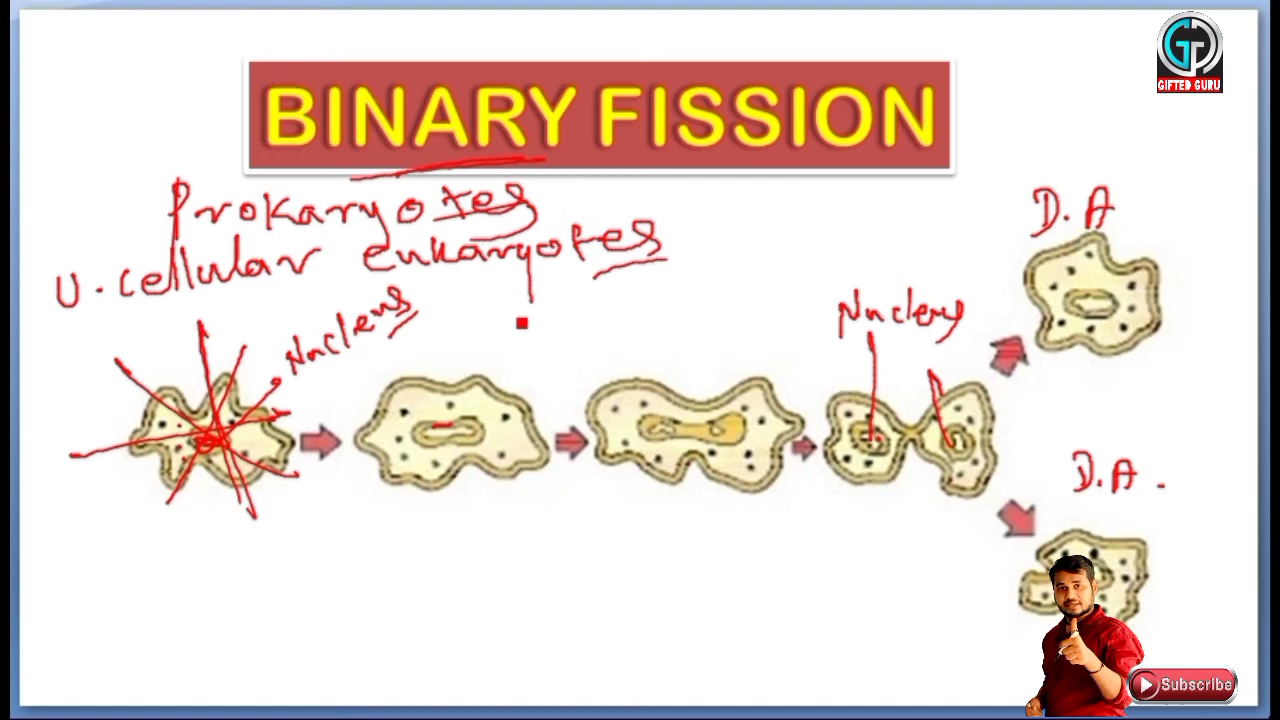 GIFTED GURU
BINARY FISSION
Prokaryotes
U. cellular eukaryotes
D. A
Nucleus
Nucleus
D. A.
Subscribe